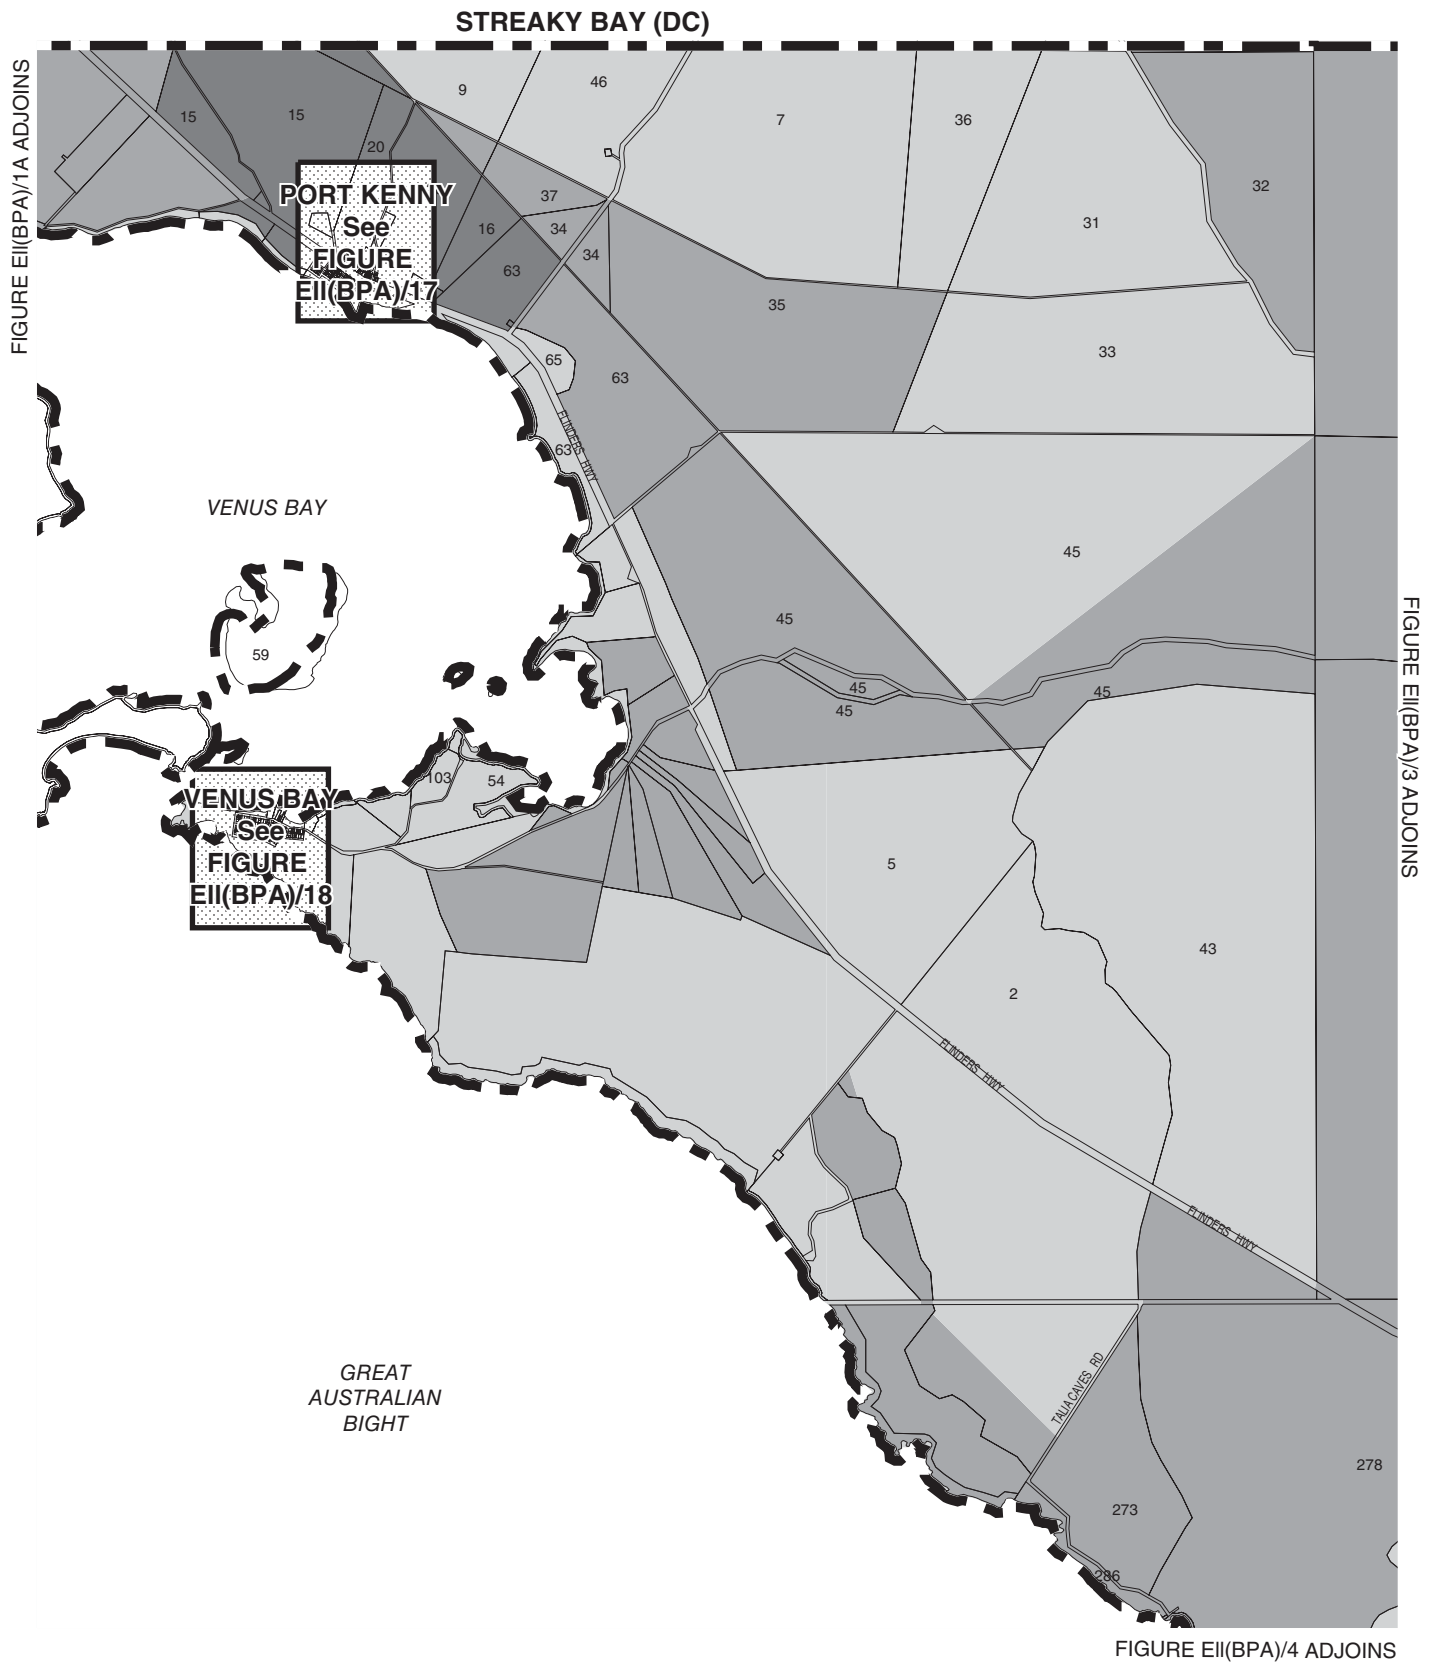 STREAKY BAY (DC)
FIGURE EII(BPA)/1A ADJOINS
9
46
7
36
15
15
20
32
PORT KENNY
See
FIGURE
EII(BPA)/17
37
16
34
34
31
63
35
33
65
63
FLINDERS HWY
63
VENUS BAY
45
45
FIGURE EII(BPA)/3 ADJOINS
59
45
45
45
103
54
VENUS BAY
See
FIGURE
EII(BPA)/18
5
43
2
FLINDERS HWY
FLINDERS HWY
GREAT
AUSTRALIAN
BIGHT
TALIA CAVES RD
278
273
286
FIGURE EII(BPA)/4 ADJOINS